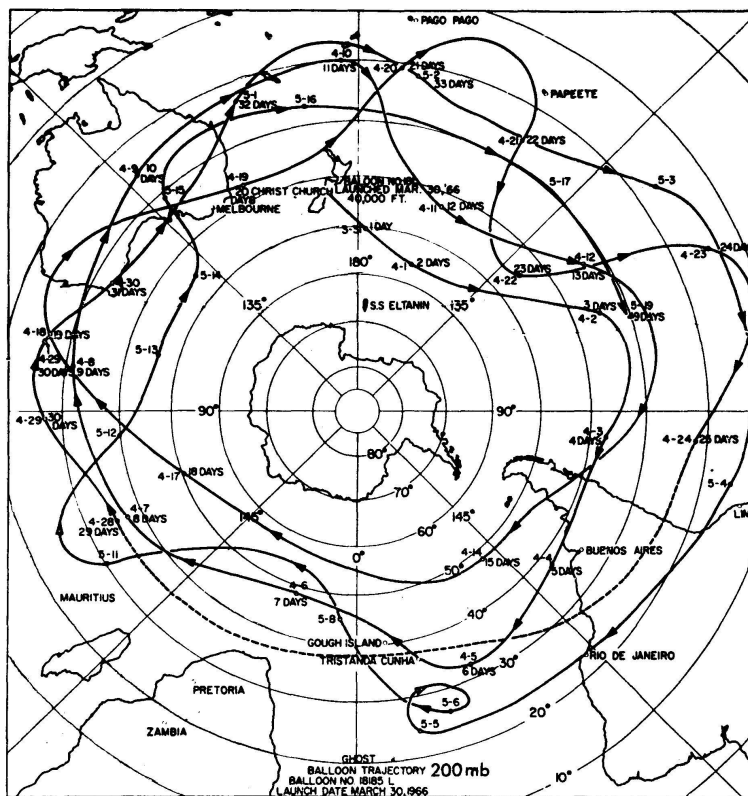 PAGO PAGO
4-10
11 DAYS
4-20
21 DAYS
5-2
33 DAYS
PAPEETE
5-1
32 DAYS
5-16
4-21
22 DAYS
4-9
10 DAYS
5-15
4-19
20 DAYS
CHRIST CHURCH
MELBOURNE
LAUNCHED MAR. 30,'66
40,000 FT.
5-17
5-3
4-11
12 DAYS
1 DAY
4-1
2 DAYS
4-12
13 DAYS
4-23
24 DAYS
23 DAYS
4-22
5-14
4-30
31 DAYS
180°
135°
135°
S.S ELTANIN
3 DAYS
4-2
5-19
4-18
19 DAYS
4-29
30 DAYS
4-8
9 DAYS
5-13
4-29
30 DAYS
90°
90°
4-3
4 DAYS
4-24
25 DAYS
5-12
80°
5-4
4-17
18 DAYS
70°
LIN
4-7
8 DAYS
4-28
29 DAYS
145°
145°
60°
5-11
0°
50°
4-14
15 DAYS
4-4
5 DAYS
BUENOS AIRES
MAURITIUS
4-6
7 DAYS
40°
5-8
GOUGH ISLAND
TRISTANDA CUNHA
4-5
6 DAYS
30°
RIO DE JANEIRO
PRETORIA
5-6
5-5
20°
ZAMBIA
10°
GHOST
BALLOON TRAJECTORY 200 mb
BALLOON NO. 18185 L
LAUNCH DATE MARCH 30, 1966